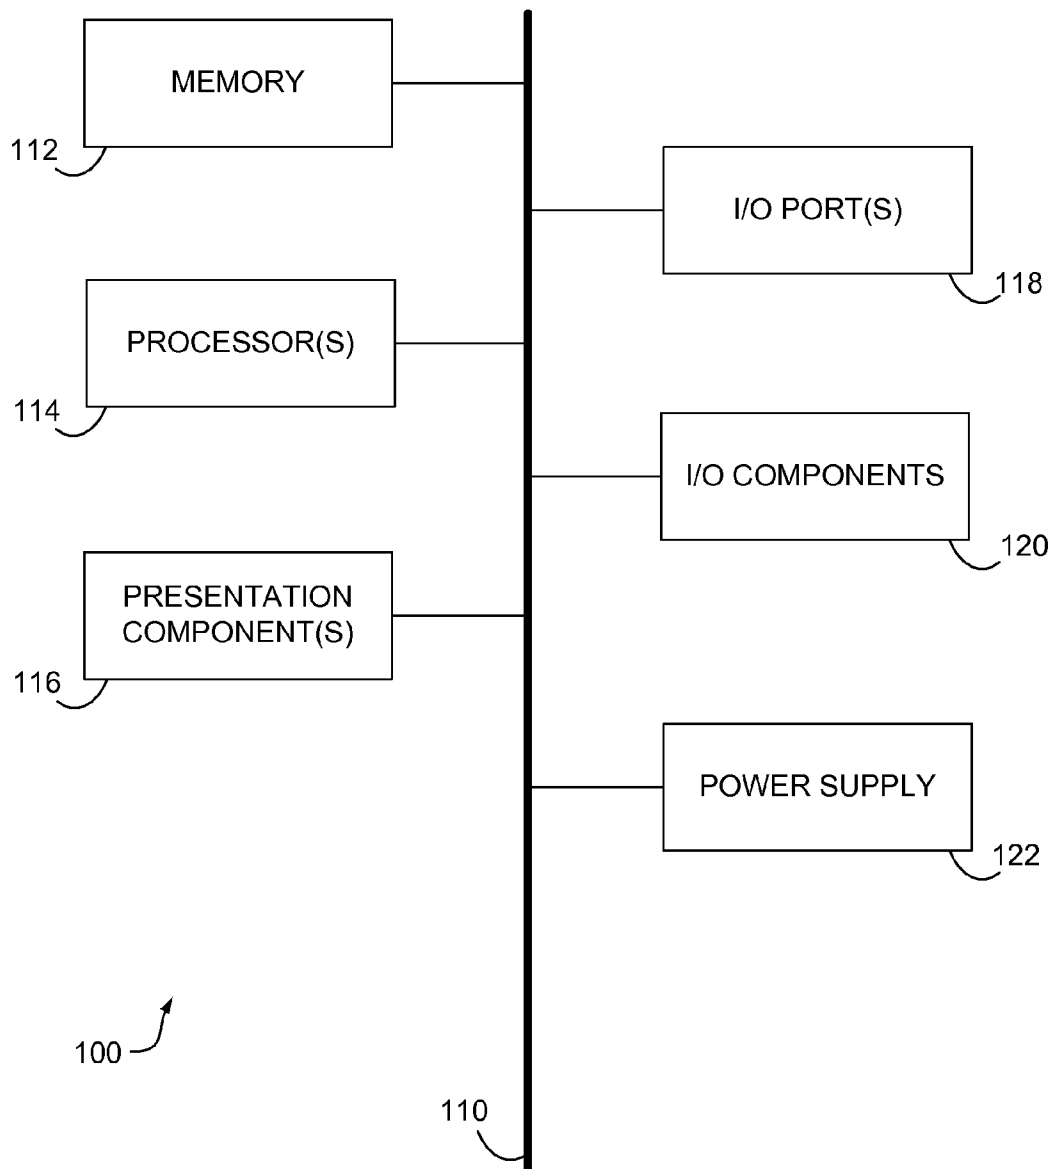 MEMORY
112
I/O PORT(S)
118
PROCESSOR(S)
114
I/O COMPONENTS
120
PRESENTATION
COMPONENT(S)
116
POWER SUPPLY
122
100
110